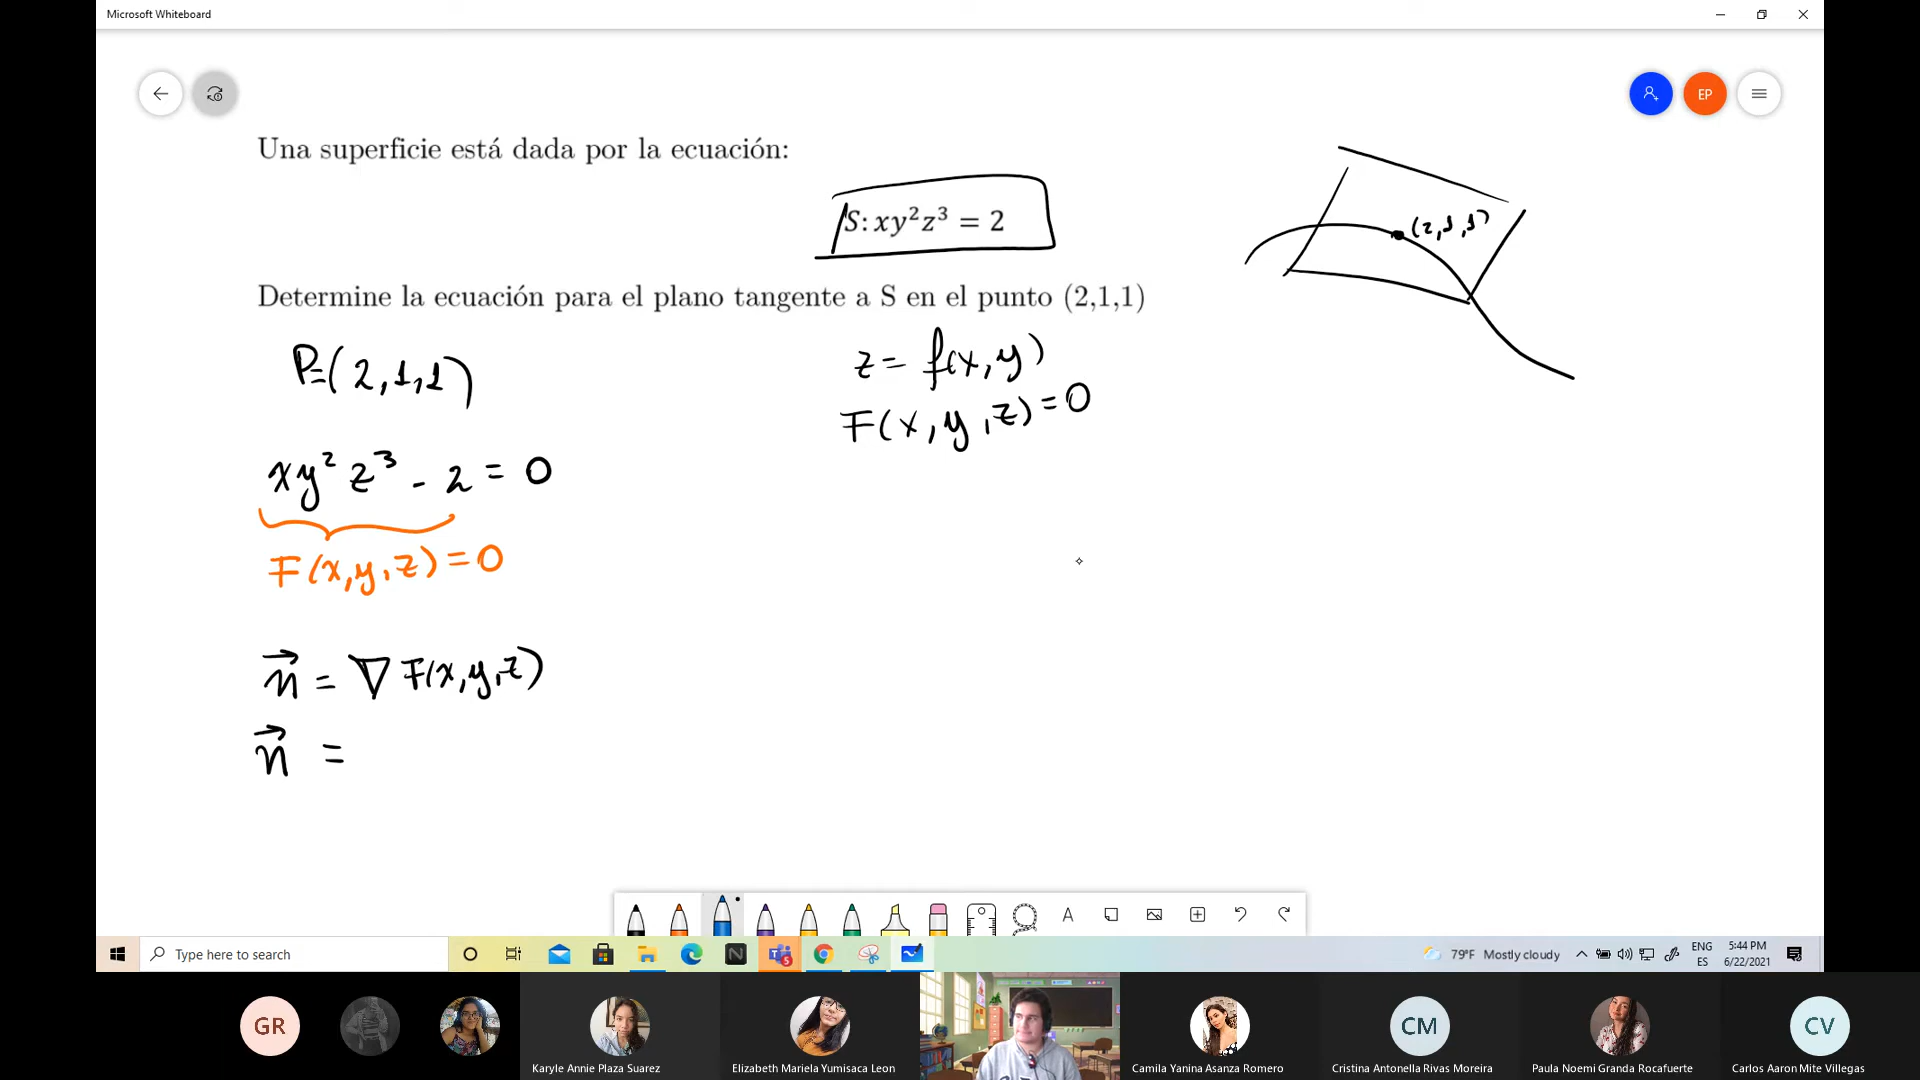 Microsoft Whiteboard
EP
Una superficie está dada por la ecuación:
S: xy²z³ = 2
(2,1,1)
Determine la ecuación para el plano tangente a S en el punto (2,1,1)
P=(2,1,1)
z = f(x,y)
F(x,y,z)=0
xy² z³ - 2 = 0
F(x,y,z)=0
n⃗ = ∇ F(x,y,z)
n⃗ =
A
Type here to search
N
79°F Mostly cloudy
ENG
ES
5:44 PM
6/22/2021
GR
CM
CV
Karyle Annie Plaza Suarez
Elizabeth Mariela Yumisaca Leon
Camila Yanina Asanza Romero
Cristina Antonella Rivas Moreira
Paula Noemi Granda Rocafuerte
Carlos Aaron Mite Villegas